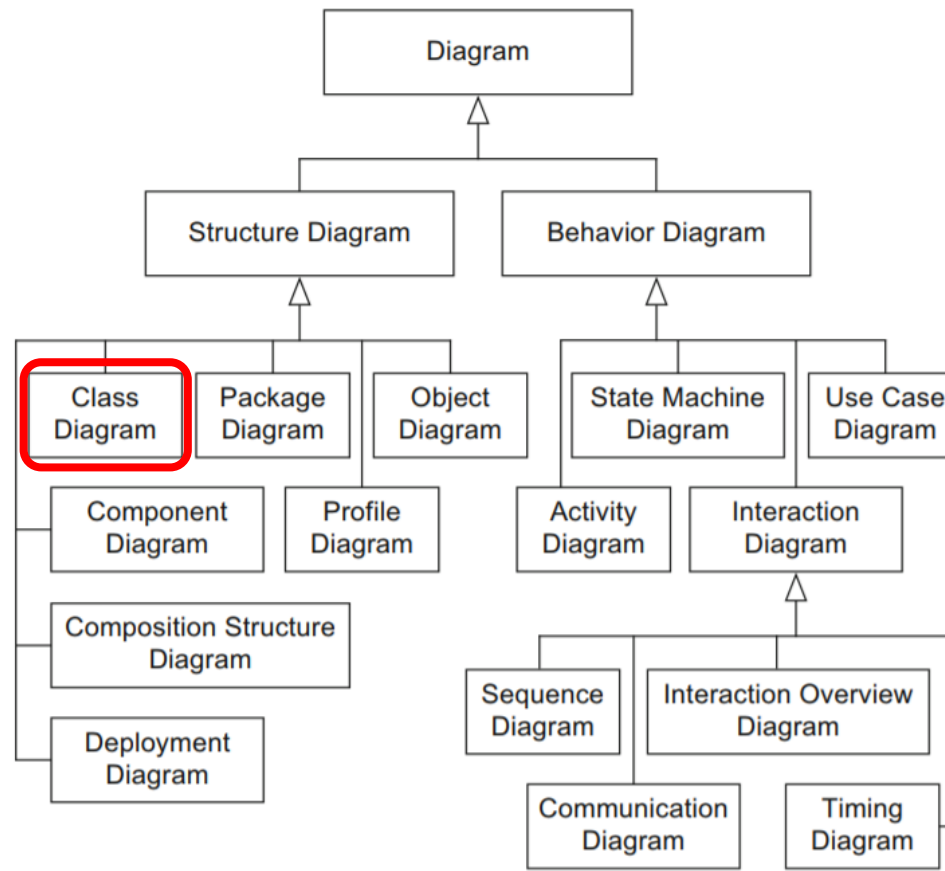 Diagram
Structure Diagram
Behavior Diagram
Class
Diagram
Package
Diagram
Object
Diagram
State Machine
Diagram
Use Case
Diagram
Component
Diagram
Profile
Diagram
Activity
Diagram
Interaction
Diagram
Composition Structure
Diagram
Sequence
Diagram
Interaction Overview
Diagram
Deployment
Diagram
Communication
Diagram
Timing
Diagram